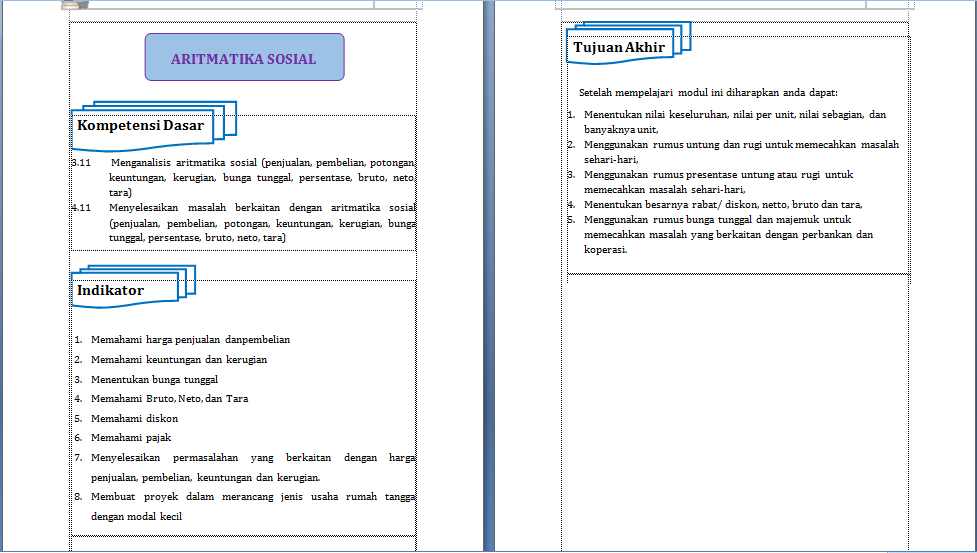 ARITMATIKA SOSIAL
Kompetensi Dasar
3.11 Menganalisis aritmatika sosial (penjualan, pembelian, potongan,
keuntungan, kerugian, bunga tunggal, persentase, bruto, neto,
tara)
4.11 Menyelesaikan masalah berkaitan dengan aritmatika sosial
(penjualan, pembelian, potongan, keuntungan, kerugian, bunga
tunggal, persentase, bruto, neto, tara)
Indikator
1. Memahami harga penjualan danpembelian
2. Memahami keuntungan dan kerugian
3. Menentukan bunga tunggal
4. Memahami Bruto, Neto, dan Tara
5. Memahami diskon
6. Memahami pajak
7. Menyelesaikan permasalahan yang berkaitan dengan harga
penjualan, pembelian, keuntungan dan kerugian.
8. Membuat proyek dalam merancang jenis usaha rumah tangga
dengan modal kecil
Tujuan Akhir
Setelah mempelajari modul ini diharapkan anda dapat:
1. Menentukan nilai keseluruhan, nilai per unit, nilai sebagian, dan
banyaknya unit,
2. Menggunakan rumus untung dan rugi untuk memecahkan masalah
sehari-hari,
3. Menggunakan rumus presentase untung atau rugi untuk
memecahkan masalah sehari-hari,
4. Menentukan besarnya rabat/ diskon, netto, bruto dan tara,
5. Menggunakan rumus bunga tunggal dan majemuk untuk
memecahkan masalah yang berkaitan dengan perbankan dan
koperasi.